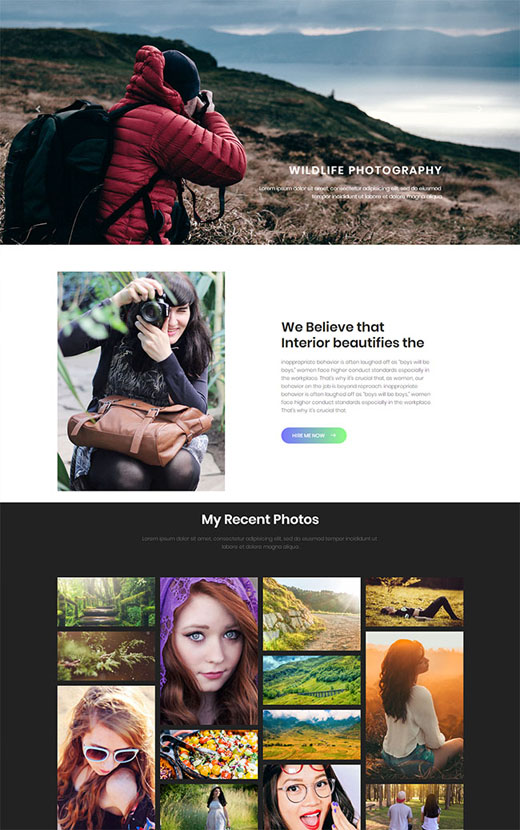 WILDLIFE PHOTOGRAPHY
Lorem ipsum dolor sit amet, consectetur adipiscing elit, sed do eiusmod
tempor incididunt ut labore et dolore magna aliqua.
We Believe that
Interior beautifies the
inappropriate behavior is often laughed off as "boys will be
boys," women face higher conduct standards especially in
the workplace. That's why it's crucial that, as women, our
behavior on the job is beyond reproach. inappropriate
behavior is often laughed off as "boys will be boys," women
face higher conduct standards especially in the workplace.
That's why it's crucial that.
HIRE ME NOW
My Recent Photos
Lorem ipsum dolor sit amet, consectetur adipiscing elit, sed do eiusmod tempor incididunt ut
labore et dolore magna aliqua.